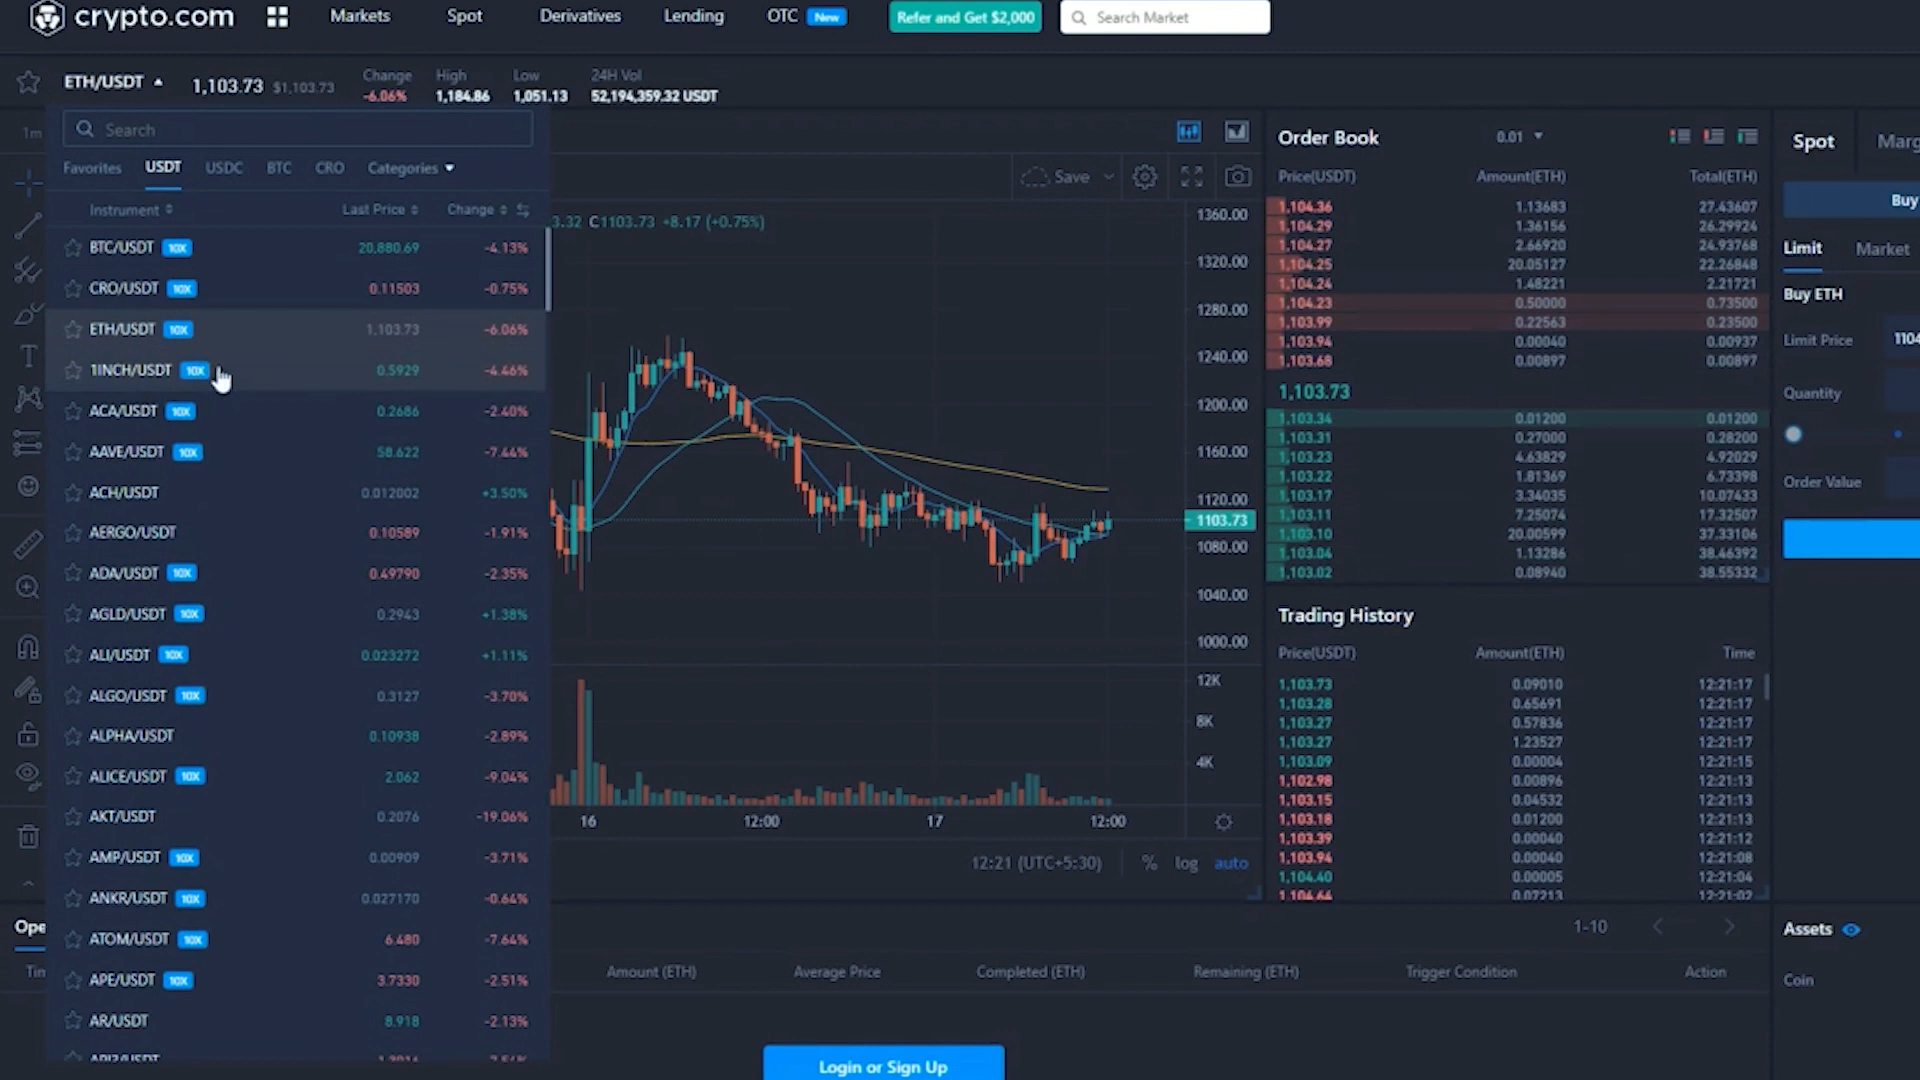 crypto.com
Markets
Spot
Derivatives
Lending
OTC New
Refer and Get $2,000
Search Market
ETH/USDT
1,103.73 $1,103.73
Change
-6.06%
High
1,184.86
Low
1,051.13
24H Vol
52,194,359.32 USDT
1m
Search
Favorites USDT USDC BTC CRO Categories
Instrument Last Price Change
BTC/USDT 10X 20,880.69 -4.13%
CRO/USDT 10X 0.11503 -0.75%
ETH/USDT 10X 1,103.73 -6.06%
1INCH/USDT 10X 0.5929 -4.46%
ACA/USDT 10X 0.2686 -2.40%
AAVE/USDT 10X 58.622 -7.44%
ACH/USDT 0.012002 +3.50%
AERGO/USDT 0.10589 -1.91%
ADA/USDT 10X 0.49790 -2.35%
AGLD/USDT 10X 0.2943 +1.38%
ALI/USDT 10X 0.023272 +1.11%
ALGO/USDT 10X 0.3127 -3.70%
ALPHA/USDT 0.10938 -2.89%
ALICE/USDT 10X 2.062 -9.04%
AKT/USDT 0.2076 -19.06%
AMP/USDT 10X 0.00909 -3.71%
ANKR/USDT 10X 0.027170 -0.64%
ATOM/USDT 10X 6.480 -7.64%
APE/USDT 10X 3.7330 -2.51%
AR/USDT 8.918 -2.13%
Save
3.32 C1103.73 +8.17 (+0.75%)
1360.00
1320.00
1280.00
1240.00
1200.00
1160.00
1120.00
1103.73
1080.00
1040.00
1000.00
12K
8K
4K
16 12:00 17 12:00
12:21 (UTC+5:30) % log auto
Order Book 0.01
Price(USDT) Amount(ETH) Total(ETH)
1,104.36 1.13683 27.43607
1,104.29 1.36156 26.29924
1,104.27 2.66920 24.93768
1,104.25 20.05127 22.26848
1,104.24 1.48221 2.21721
1,104.23 0.50000 0.73500
1,103.99 0.22563 0.23500
1,103.94 0.00040 0.00937
1,103.68 0.00897 0.00897
1,103.73
1,103.34 0.01200 0.01200
1,103.31 0.27000 0.28200
1,103.23 4.63829 4.92029
1,103.22 1.81369 6.73398
1,103.17 3.34035 10.07433
1,103.11 7.25074 17.32507
1,103.10 20.00599 37.33106
1,103.04 1.13286 38.46392
1,103.02 0.08940 38.55332
Trading History
Price(USDT) Amount(ETH) Time
1,103.73 0.09010 12:21:17
1,103.28 0.65691 12:21:17
1,103.27 0.57836 12:21:17
1,103.27 1.23527 12:21:17
1,103.09 0.00004 12:21:15
1,102.98 0.00896 12:21:13
1,103.15 0.04532 12:21:13
1,103.18 0.01200 12:21:13
1,103.39 0.00040 12:21:12
1,103.94 0.00040 12:21:08
1,104.40 0.00005 12:21:04
1,104.64 0.07213 12:21:02
Spot Marg
Buy
Limit Market
Buy ETH
Limit Price 1104
Quantity
Order Value
Ope
1-10
Tim
Amount (ETH) Average Price Completed (ETH) Remaining (ETH) Trigger Condition Action
Assets
Coin
Login or Sign Up